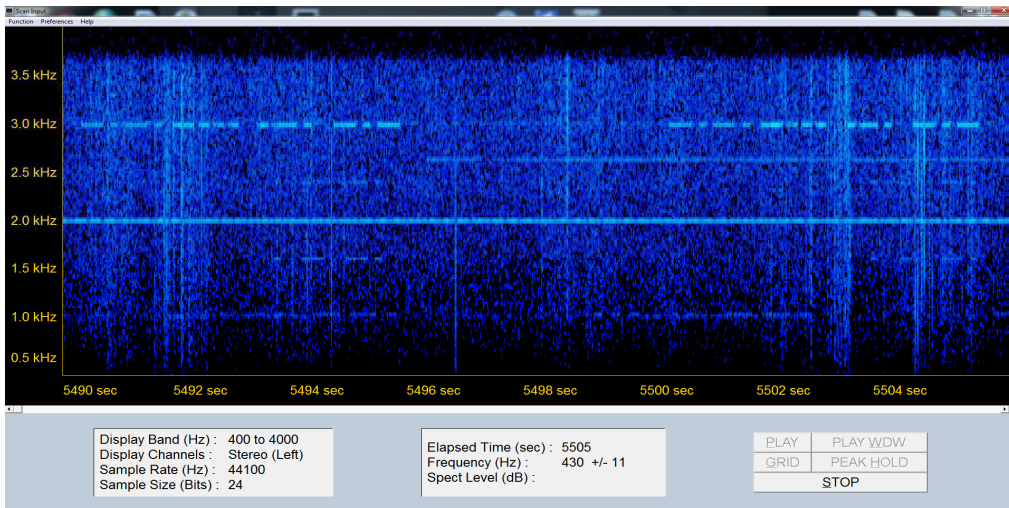 Scan Input
Function Preferences Help
3.5 kHz
3.0 kHz
2.5 kHz
2.0 kHz
1.5 kHz
1.0 kHz
0.5 kHz
5490 sec 5492 sec 5494 sec 5496 sec 5498 sec 5500 sec 5502 sec 5504 sec
Display Band (Hz) : 400 to 4000
Display Channels : Stereo (Left)
Sample Rate (Hz) : 44100
Sample Size (Bits) : 24
Elapsed Time (sec) : 5505
Frequency (Hz) : 430 +/- 11
Spect Level (dB) :
PLAY PLAY WDW
GRID PEAK HOLD
STOP